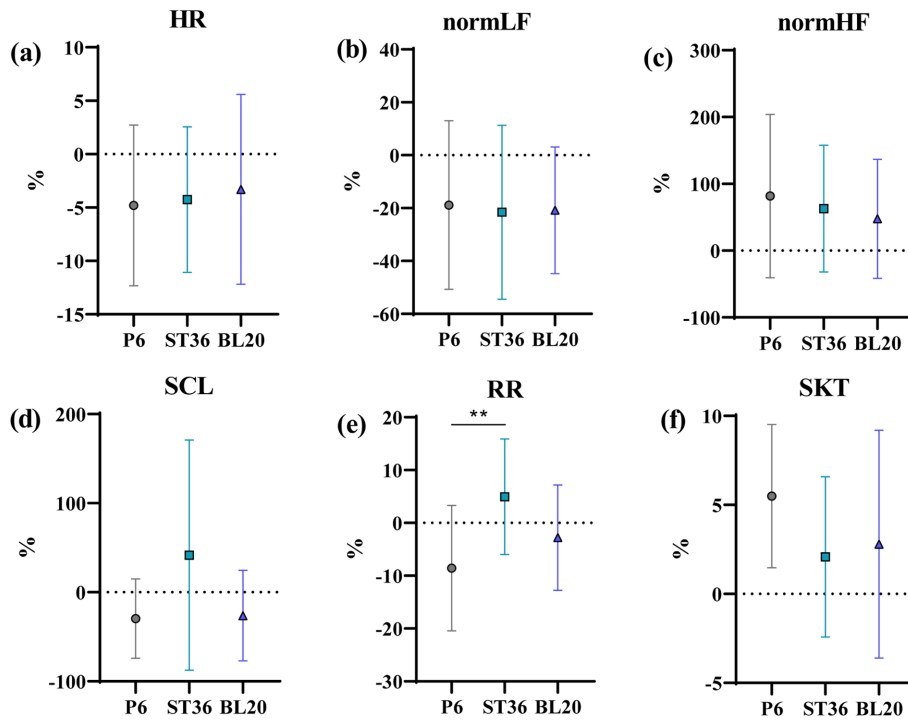 HR
(a)
%
10
5
0
-5
-10
-15
P6 ST36 BL20
normLF
(b)
%
40
20
0
-20
-40
-60
P6 ST36 BL20
normHF
(c)
%
300
200
100
0
-100
P6 ST36 BL20
SCL
(d)
%
200
100
0
-100
P6 ST36 BL20
RR
(e)
%
20
10
0
-10
-20
-30
**
P6 ST36 BL20
SKT
(f)
%
10
5
0
-5
P6 ST36 BL20